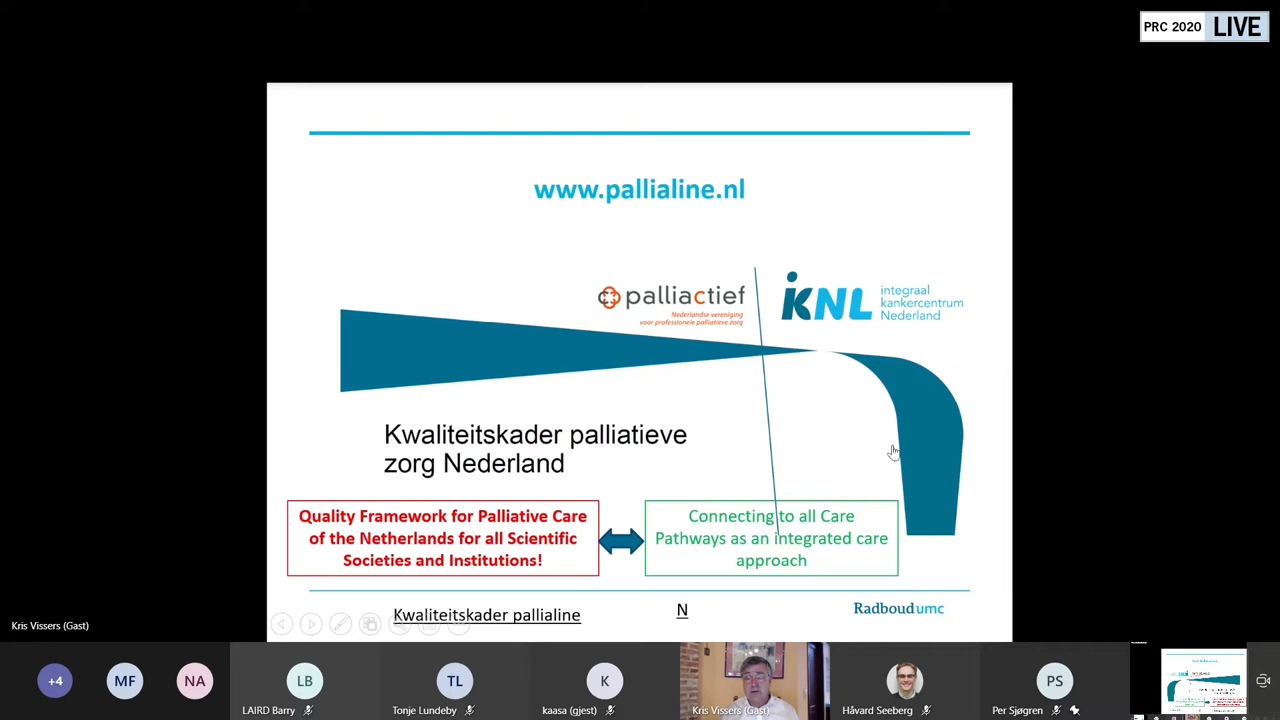 PRC 2020 LIVE
www.pallialine.nl
palliactief
Nederlandse vereniging
voor professionele palliatieve zorg
iKNL
integraal
kankercentrum
Nederland
Kwaliteitskader palliatieve
zorg Nederland
Quality Framework for Palliative Care
of the Netherlands for all Scientific
Societies and Institutions!
Connecting to all Care
Pathways as an integrated care
approach
Kwaliteitskader pallialine
N
Radboudumc
Kris Vissers (Gast)
+4
MF
NA
LB
LAIRD Barry
TL
Tonje Lundeby
K
kaasa (gjest)
Kris Vissers (Gast)
Håvard Seeberg
PS
Per Sjøgren